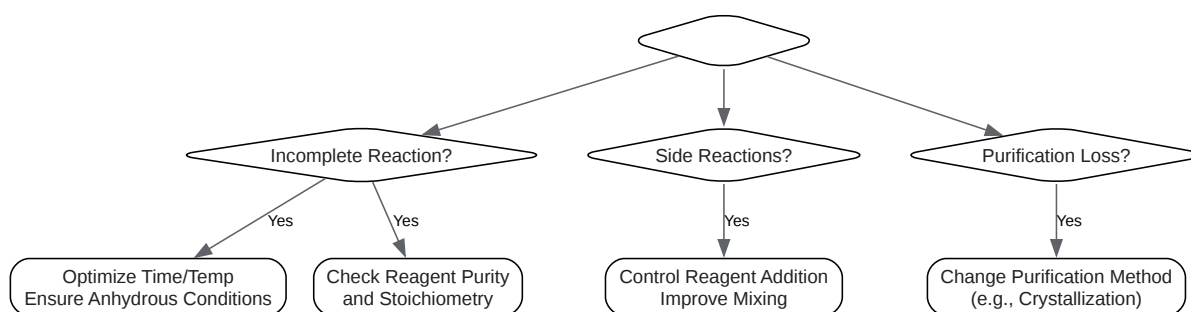 Incomplete Reaction?
Side Reactions?
Purification Loss?
Yes
Yes
Yes
Yes
Optimize Time/Temp
Ensure Anhydrous Conditions
Check Reagent Purity
and Stoichiometry
Control Reagent Addition
Improve Mixing
Change Purification Method
(e.g., Crystallization)